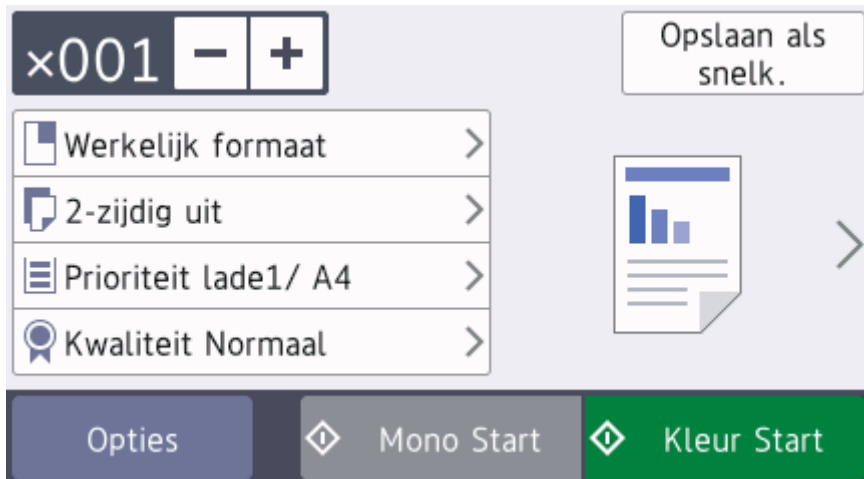 ×001 − +
Opslaan als
snelk.
Werkelijk formaat
2-zijdig uit
Prioriteit lade1/ A4
Kwaliteit Normaal
Opties
Mono Start
Kleur Start